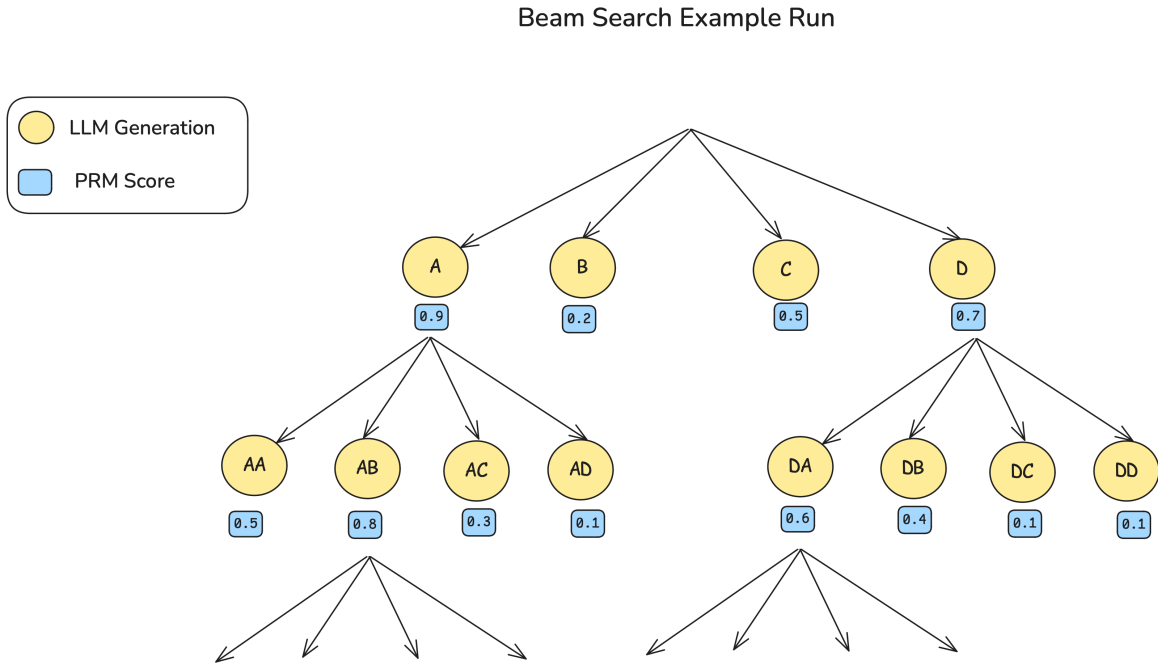 Beam Search Example Run
LLM Generation
PRM Score
A
B
C
D
0.9
0.2
0.5
0.7
AA
AB
AC
AD
DA
DB
DC
DD
0.5
0.8
0.3
0.1
0.6
0.4
0.1
0.1